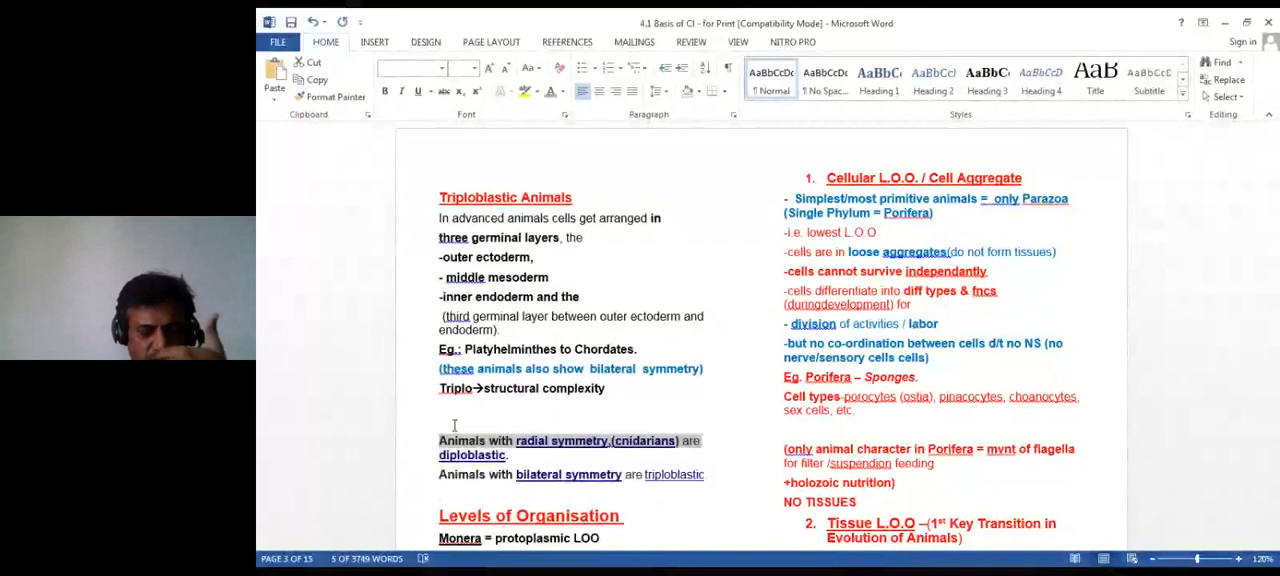 4.1 Basis of Cl - for Print [Compatibility Mode] - Microsoft Word
FILE HOME INSERT DESIGN PAGE LAYOUT REFERENCES MAILINGS REVIEW VIEW NITRO PRO Sign in
Paste
Cut
Copy
Format Painter
Clipboard
Font
Paragraph
AaBbCcDc AaBbCcDc AaBbC AaBbCc AaBbC AaBbCcD AaB AaBbCcE
¶ Normal ¶ No Spac... Heading 1 Heading 2 Heading 3 Heading 4 Title Subtitle
Styles
Find
Replace
Select
Editing
Triploblastic Animals
In advanced animals cells get arranged in
three germinal layers, the
-outer ectoderm,
- middle mesoderm
-inner endoderm and the
(third germinal layer between outer ectoderm and
endoderm).
Eg.; Platyhelminthes to Chordates.
(these animals also show bilateral symmetry)
Triplo→structural complexity
Animals with radial symmetry,(cnidarians) are
diploblastic.
Animals with bilateral symmetry are triploblastic.
Levels of Organisation
Monera = protoplasmic LOO
1. Cellular L.O.O. / Cell Aggregate
- Simplest/most primitive animals = only Parazoa
(Single Phylum = Porifera)
-i.e. lowest L.O.O
-cells are in loose aggregates(do not form tissues)
-cells cannot survive independantly
-cells differentiate into diff types & fncs
(duringdevelopment) for
- division of activities / labor
-but no co-ordination between cells d/t no NS (no
nerve/sensory cells cells)
Eg. Porifera – Sponges.
Cell types-porocytes (ostia), pinacocytes, choanocytes,
sex cells, etc.
(only animal character in Porifera = mvnt of flagella
for filter /suspendion feeding
+holozoic nutrition)
NO TISSUES
2. Tissue L.O.O –(1st Key Transition in
Evolution of Animals)
PAGE 3 OF 15 5 OF 3749 WORDS 120%